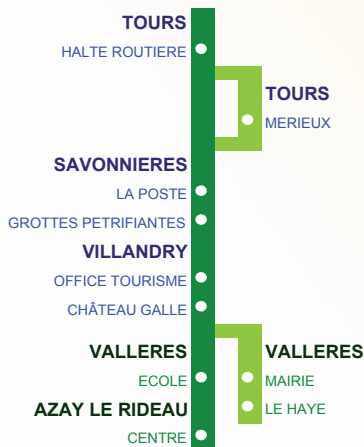 TOURS
HALTE ROUTIERE
TOURS
MERIEUX
SAVONNIERES
LA POSTE
GROTTES PETRIFIANTES
VILLANDRY
OFFICE TOURISME
CHÂTEAU GALLE
VALLERES VALLERES
ECOLE MAIRIE
AZAY LE RIDEAU LE HAYE
CENTRE